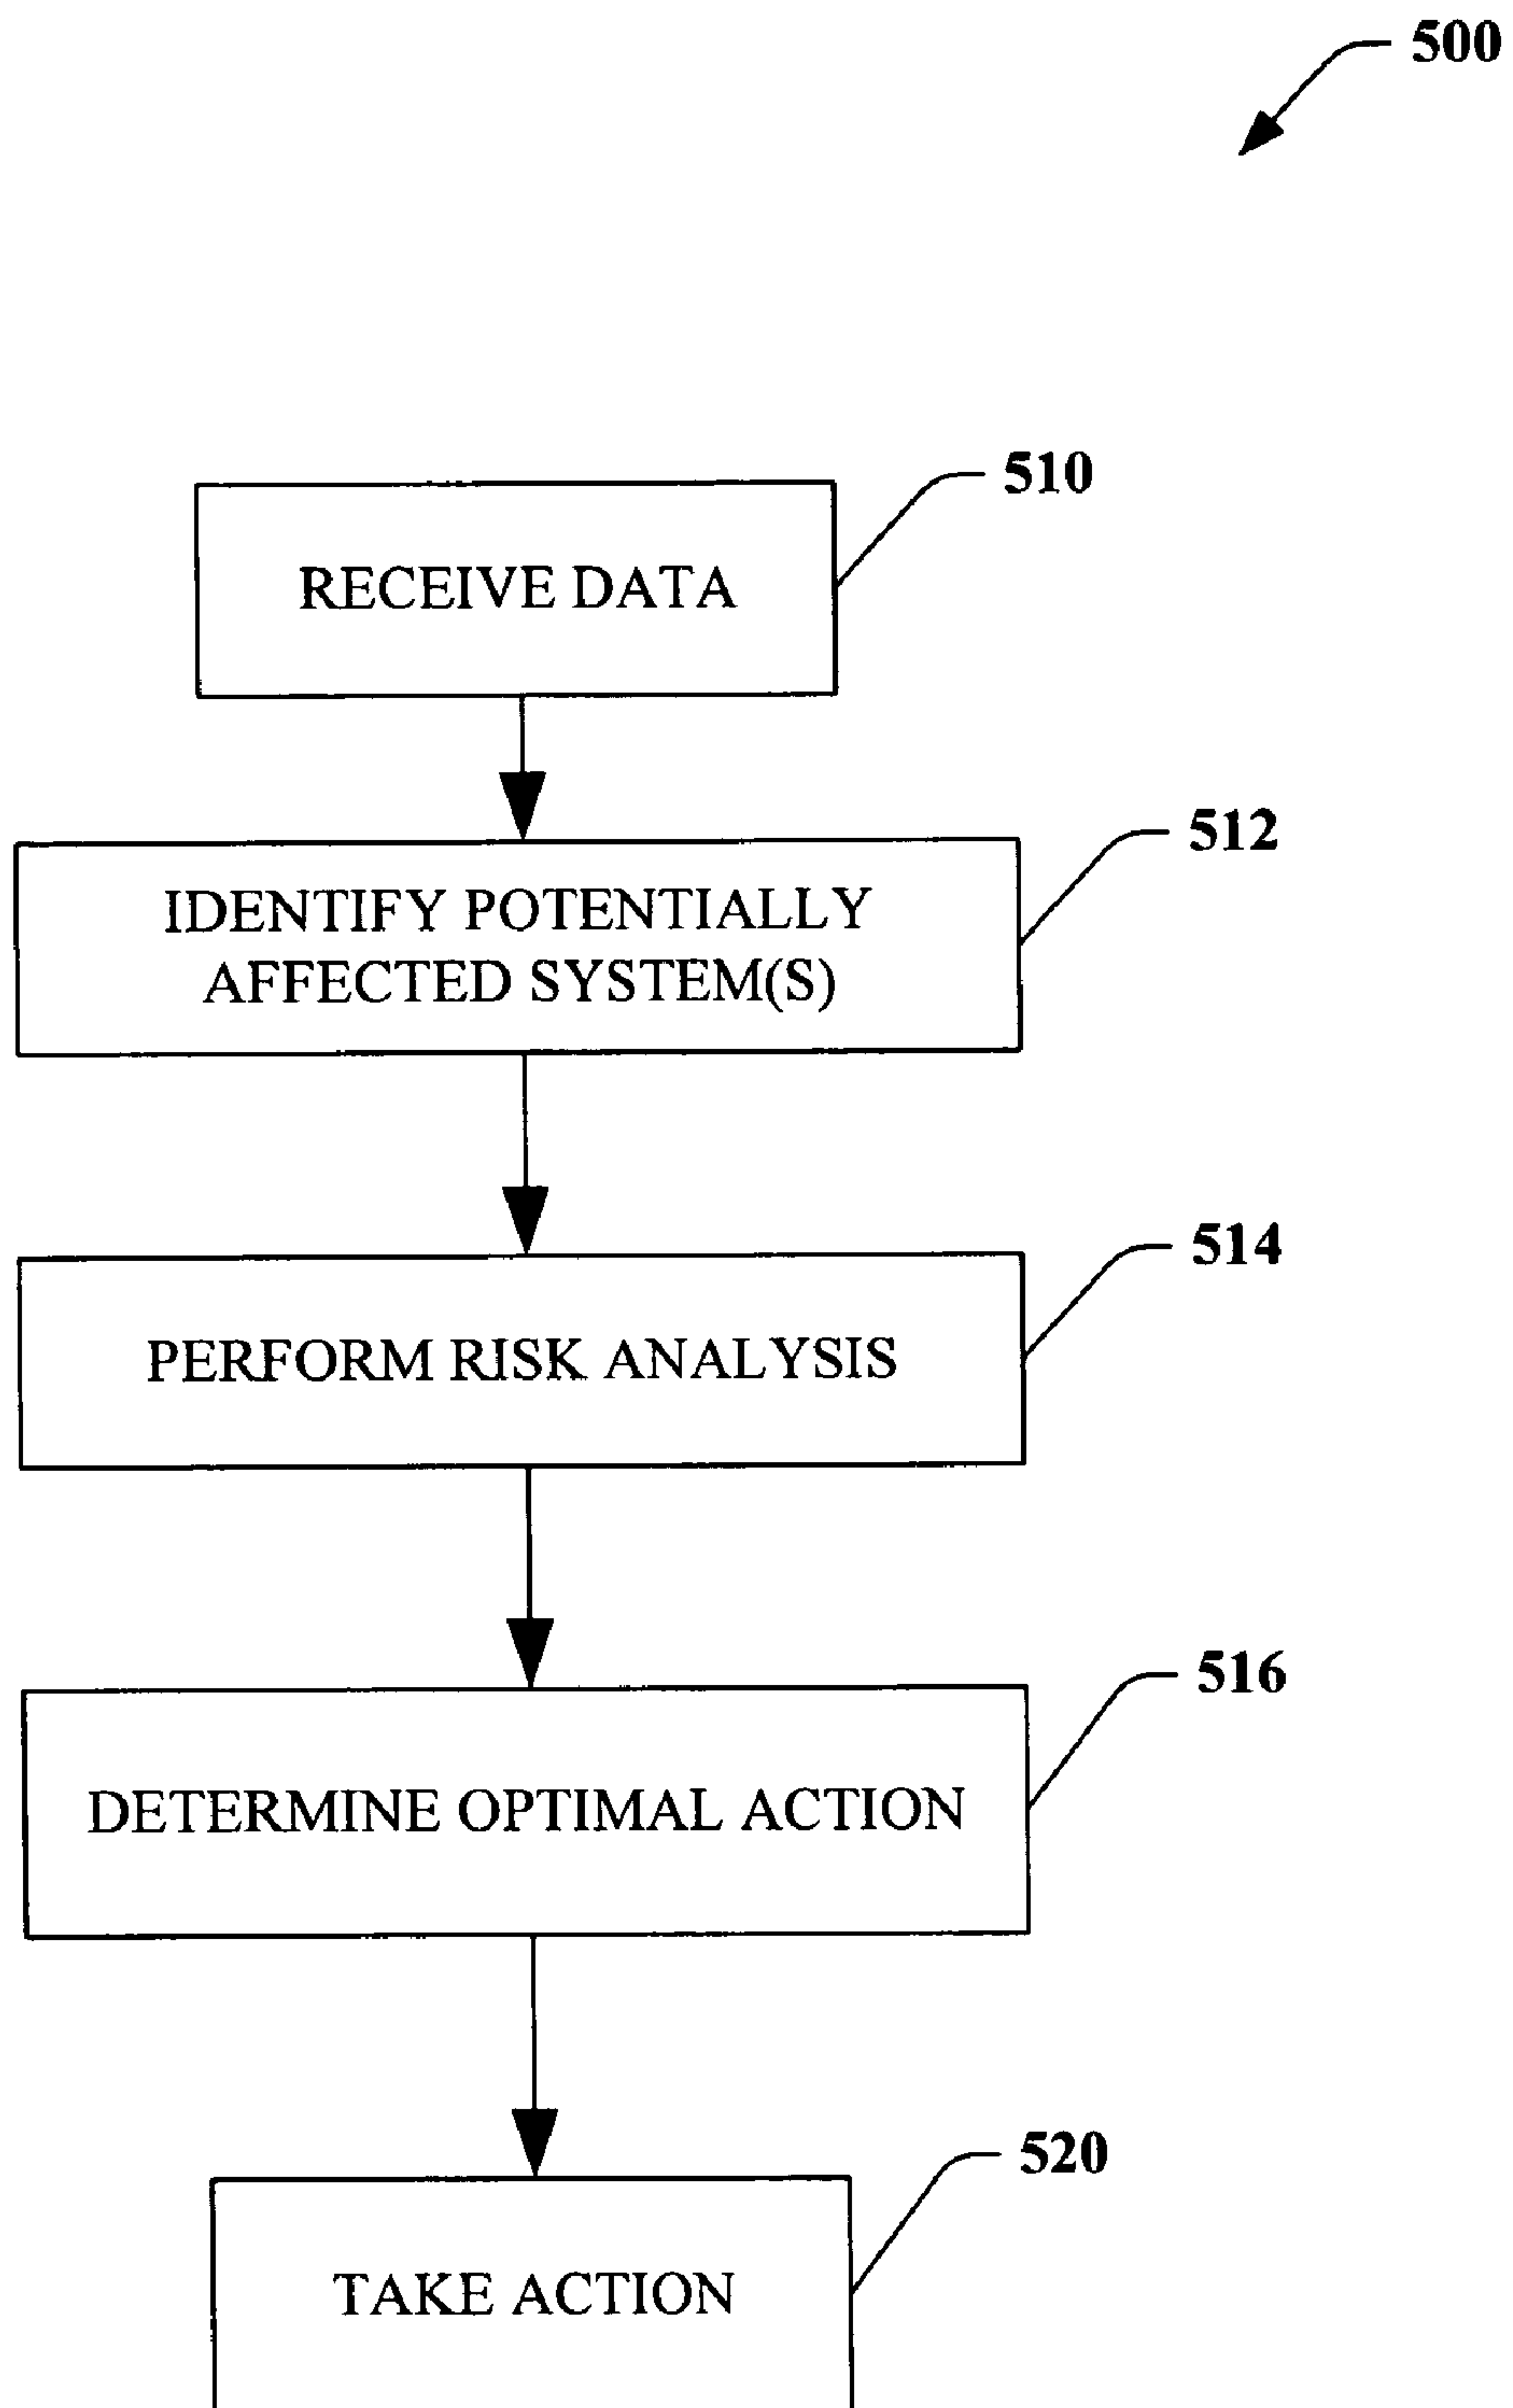 500
510
RECEIVE DATA
512
IDENTIFY POTENTIALLY
AFFECTED SYSTEM(S)
514
PERFORM RISK ANALYSIS
516
DETERMINE OPTIMAL ACTION
520
TAKE ACTION